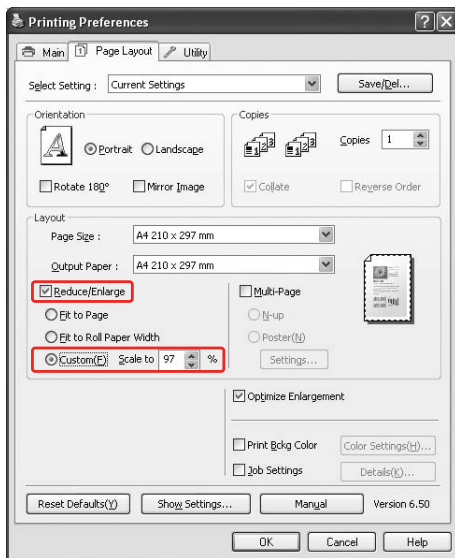 Printing Preferences
Main Page Layout Utility
Select Setting : Current Settings Save/Del...
Orientation
Portrait Landscape
Rotate 180° Mirror Image
Copies
Copies 1
Collate Reverse Order
Layout
Page Size : A4 210 x 297 mm
Output Paper : A4 210 x 297 mm
Reduce/Enlarge
Fit to Page
Fit to Roll Paper Width
Custom(F) Scale to 97 %
Multi-Page
N-up
Poster(N)
Settings...
Optimize Enlargement
Print Bckg Color Color Settings(H)...
Job Settings Details(K)...
Reset Defaults(Y) Show Settings... Manual Version 6.50
OK Cancel Help